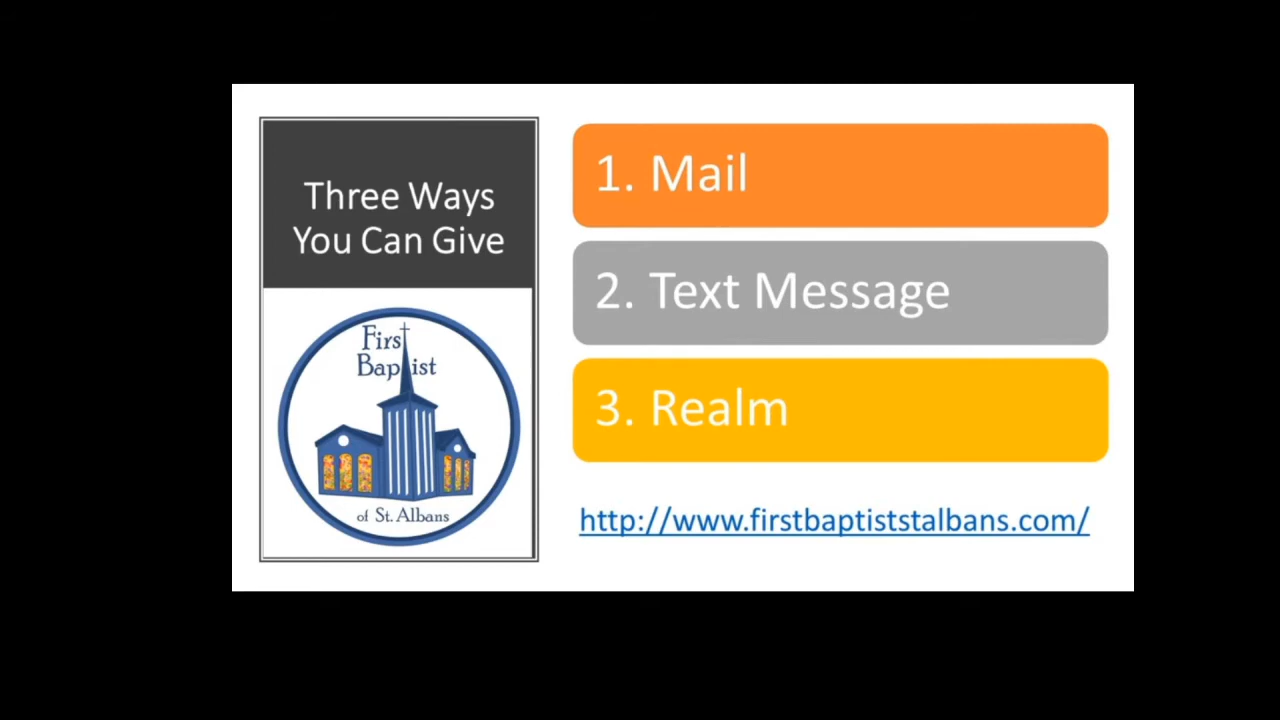 Three Ways
You Can Give
First
Baptist
of St. Albans
1. Mail
2. Text Message
3. Realm
http://www.firstbaptiststalbans.com/